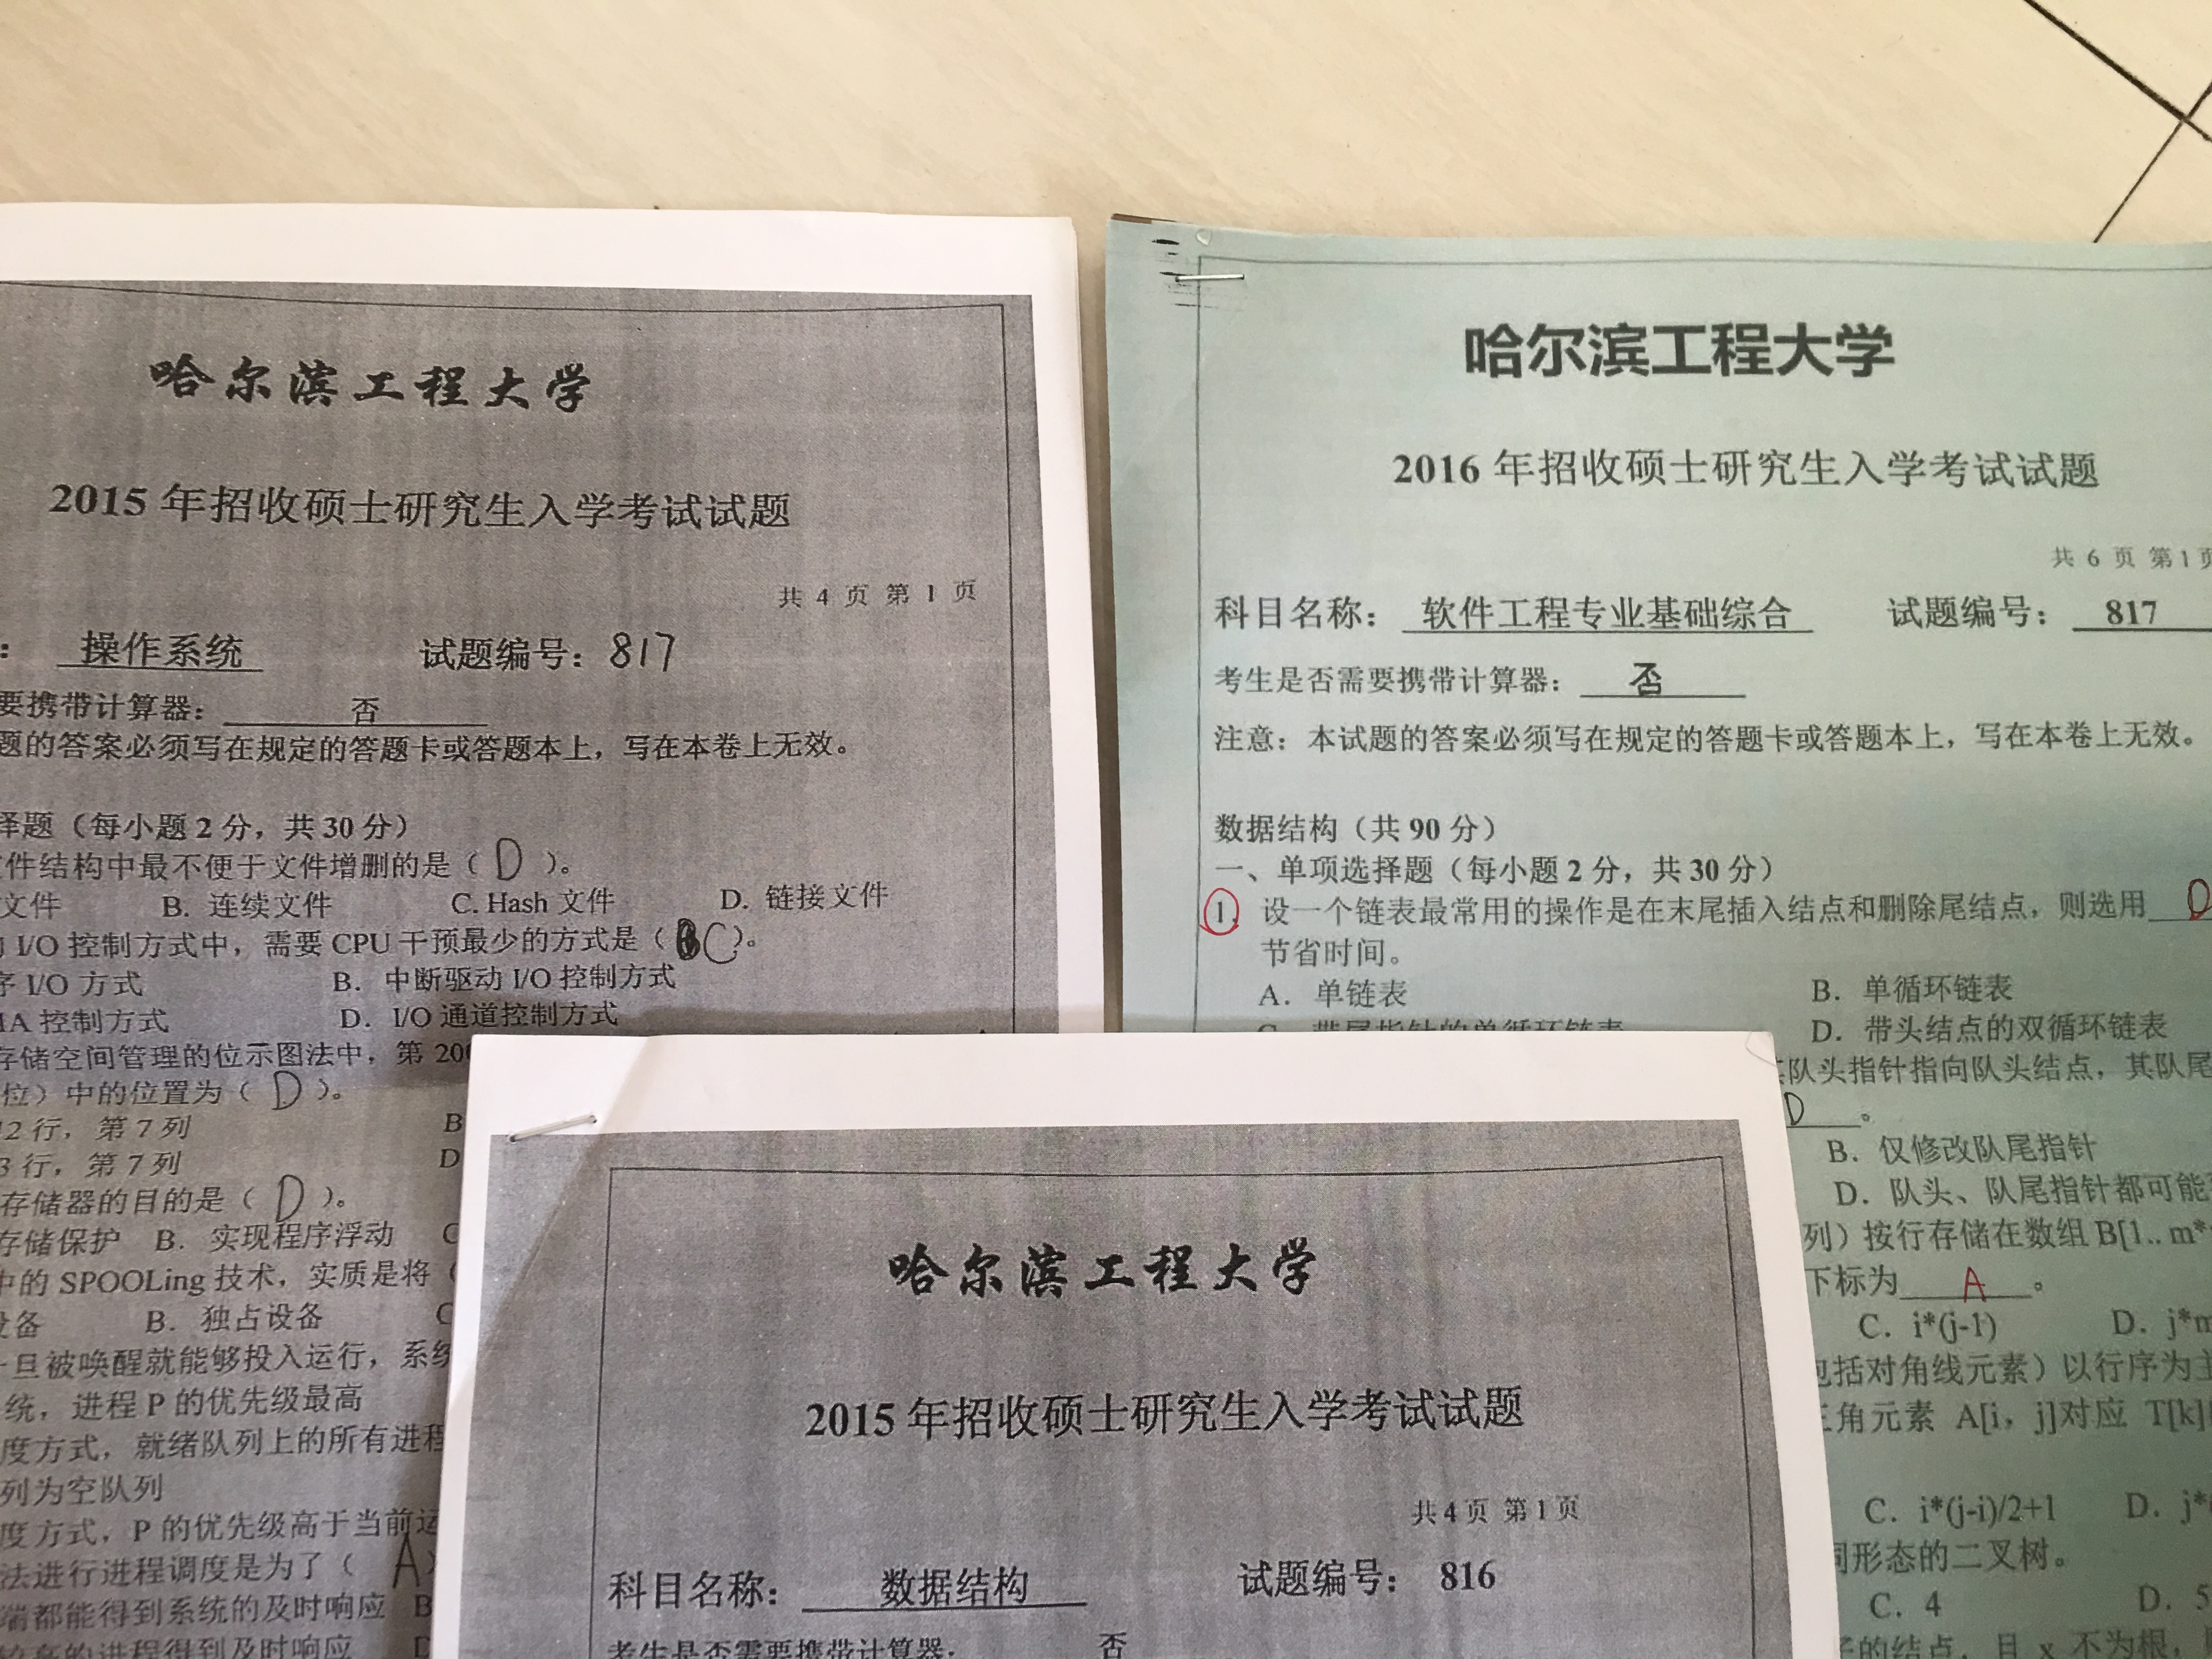 哈尔滨工程大学
2015 年招收硕士研究生入学考试试题
共 4 页 第 1 页
: 操作系统 试题编号: 817
要携带计算器: 否
题的答案必须写在规定的答题卡或答题本上，写在本卷上无效。
择题（每小题 2 分，共 30 分）
件结构中最不便于文件增删的是（ D ）。
文件 B. 连续文件 C. Hash 文件 D. 链接文件
I/O 控制方式中，需要 CPU 干预最少的方式是（ C ）。
序 I/O 方式 B. 中断驱动 I/O 控制方式
MA 控制方式 D. I/O 通道控制方式
存储空间管理的位示图法中，第 200
位）中的位置为（ D ）。
12 行，第 7 列 B
3 行，第 7 列 D
存储器的目的是（ D ）。
存储保护 B. 实现程序浮动 C
中的 SPOOLing 技术，实质是将（
设备 B. 独占设备 C
一旦被唤醒就能够投入运行，系统
统，进程 P 的优先级最高
度方式，就绪队列上的所有进程
列为空队列
度方式，P 的优先级高于当前运
法进行进程调度是为了（ A ）
端都能得到系统的及时响应 B
的进程得到及时响应 D
哈尔滨工程大学
2016 年招收硕士研究生入学考试试题
共 6 页 第 1 页
科目名称: 软件工程专业基础综合 试题编号: 817
考生是否需要携带计算器: 否
注意: 本试题的答案必须写在规定的答题卡或答题本上，写在本卷上无效。
数据结构（共 90 分）
一、单项选择题（每小题 2 分，共 30 分）
1. 设一个链表最常用的操作是在末尾插入结点和删除尾结点，则选用 D
节省时间。
A. 单链表 B. 单循环链表
C. 带尾指针的单循环链表 D. 带头结点的双循环链表
其队头指针指向队头结点，其队尾
D 。
B. 仅修改队尾指针
D. 队头、队尾指针都可能
列）按行存储在数组 B[1.. m*
下标为 A 。
C. i*(j-1) D. j*m
包括对角线元素）以行序为主
三角元素 A[i，j]对应 T[k]
C. i*(j-i)/2+1 D. j*
同形态的二叉树。
C. 4 D. 5
的结点，且 x 不为根，
哈尔滨工程大学
2015 年招收硕士研究生入学考试试题
共 4 页 第 1 页
科目名称: 数据结构 试题编号: 816
考生是否需要携带计算器: 否